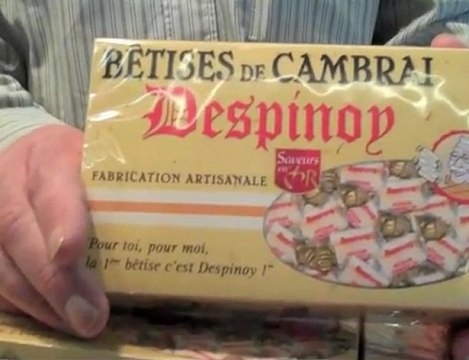 BÊTISES DE CAMBRAI
Despinoy
Saveurs
en OR
FABRICATION ARTISANALE
"Pour toi, pour moi,
la 1ère bêtise c'est Despinoy !"